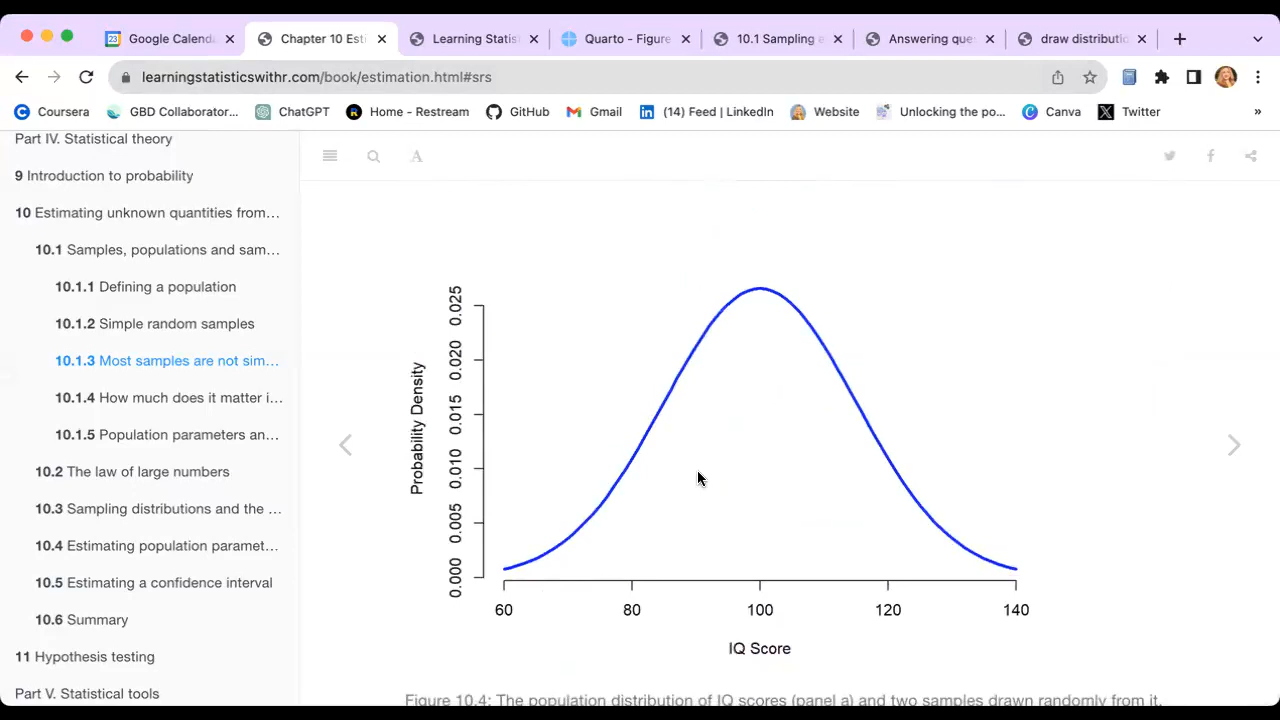 Google Calend
Chapter 10 Est
Learning Statis
Quarto – Figure
10.1 Sampling a
Answering que
draw distributio
learningstatisticswithr.com/book/estimation.html#srs
Coursera
GBD Collaborator...
ChatGPT
Home - Restream
GitHub
Gmail
(14) Feed | LinkedIn
Website
Unlocking the po...
Canva
Twitter
»
Part IV. Statistical theory
9 Introduction to probability
10 Estimating unknown quantities from...
10.1 Samples, populations and sam...
10.1.1 Defining a population
10.1.2 Simple random samples
10.1.3 Most samples are not sim...
10.1.4 How much does it matter i...
10.1.5 Population parameters an...
10.2 The law of large numbers
10.3 Sampling distributions and the ...
10.4 Estimating population paramet...
10.5 Estimating a confidence interval
10.6 Summary
11 Hypothesis testing
Part V. Statistical tools
A
Probability Density
0.025
0.020
0.015
0.010
0.005
0.000
60 80 100 120 140
IQ Score
Figure 10.4: The population distribution of IQ scores (panel a) and two samples drawn randomly from it.